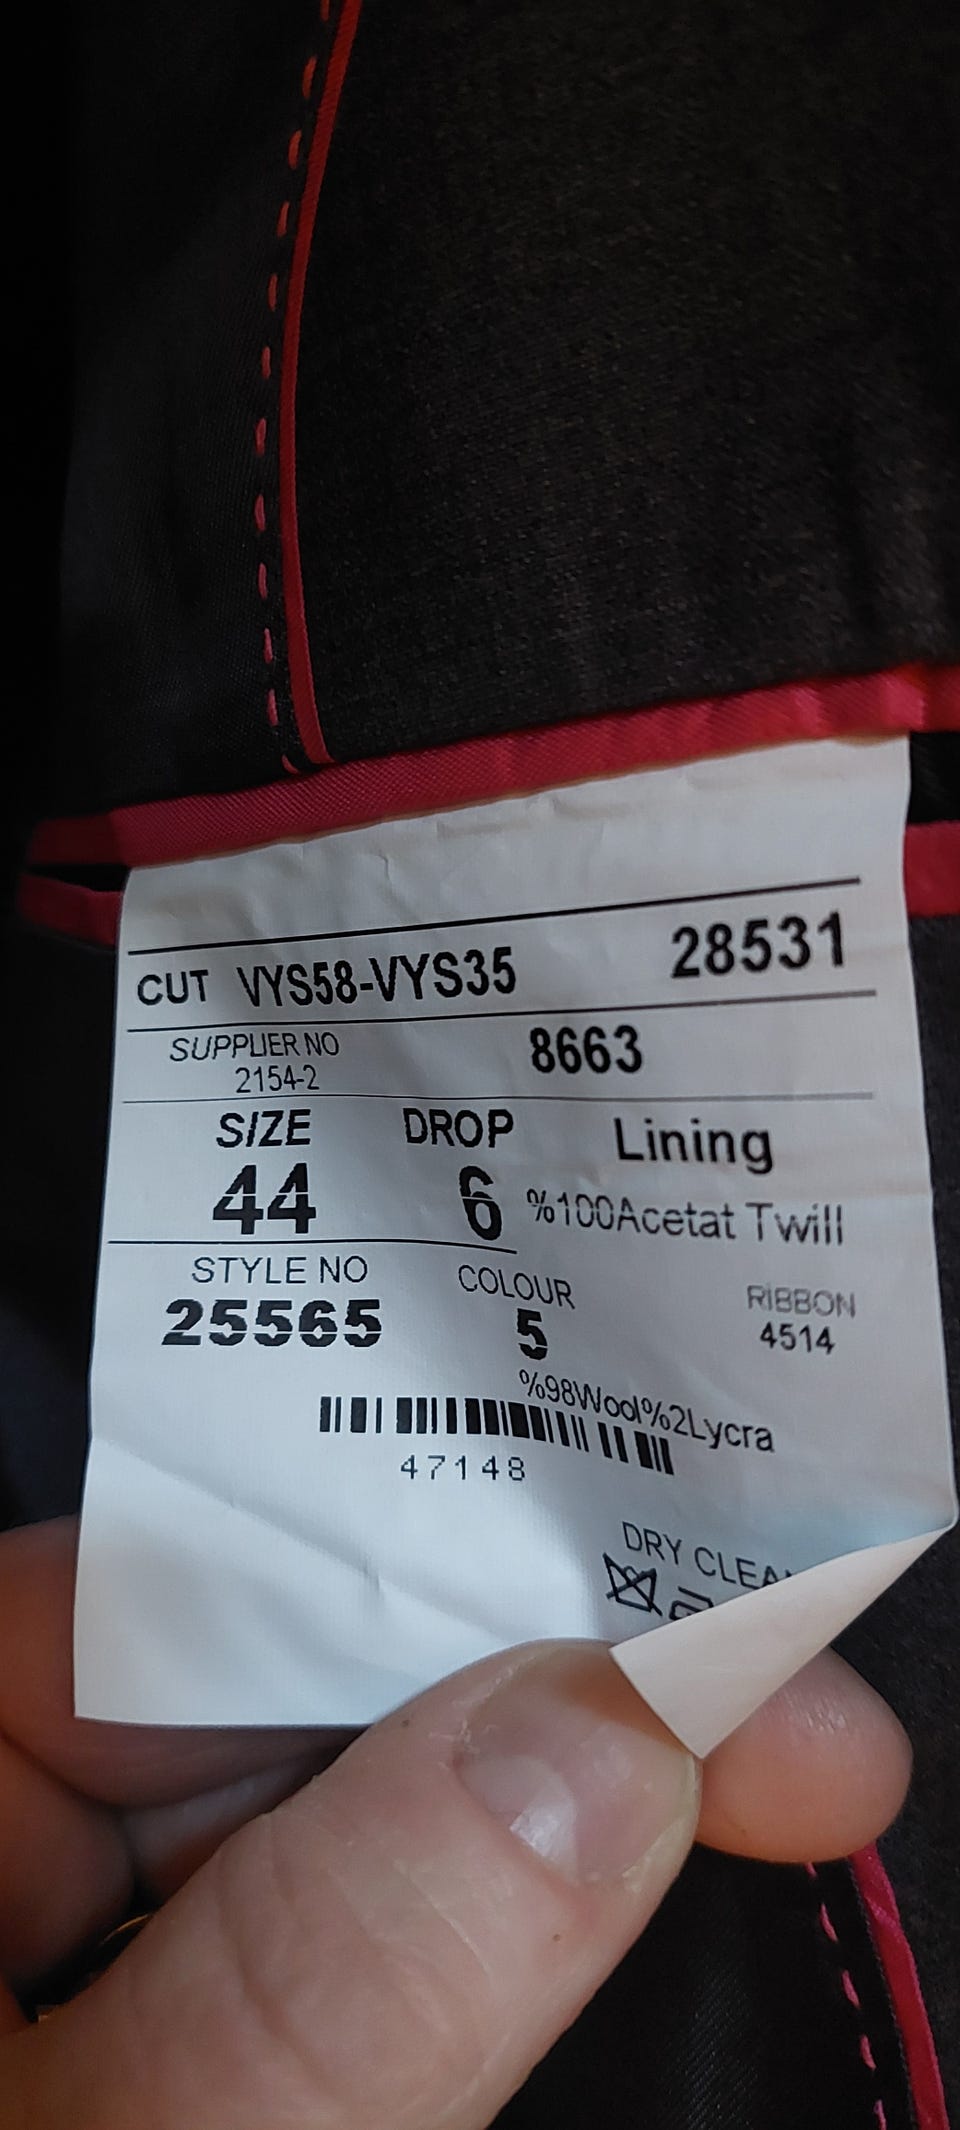 CUT VYS58-VYS35 28531
SUPPLIER NO 8663
2154-2
SIZE DROP Lining
44 6 %100Acetat Twill
STYLE NO COLOUR RIBBON
25565 5 4514
%98Wool%2Lycra
47148
DRY CLEA